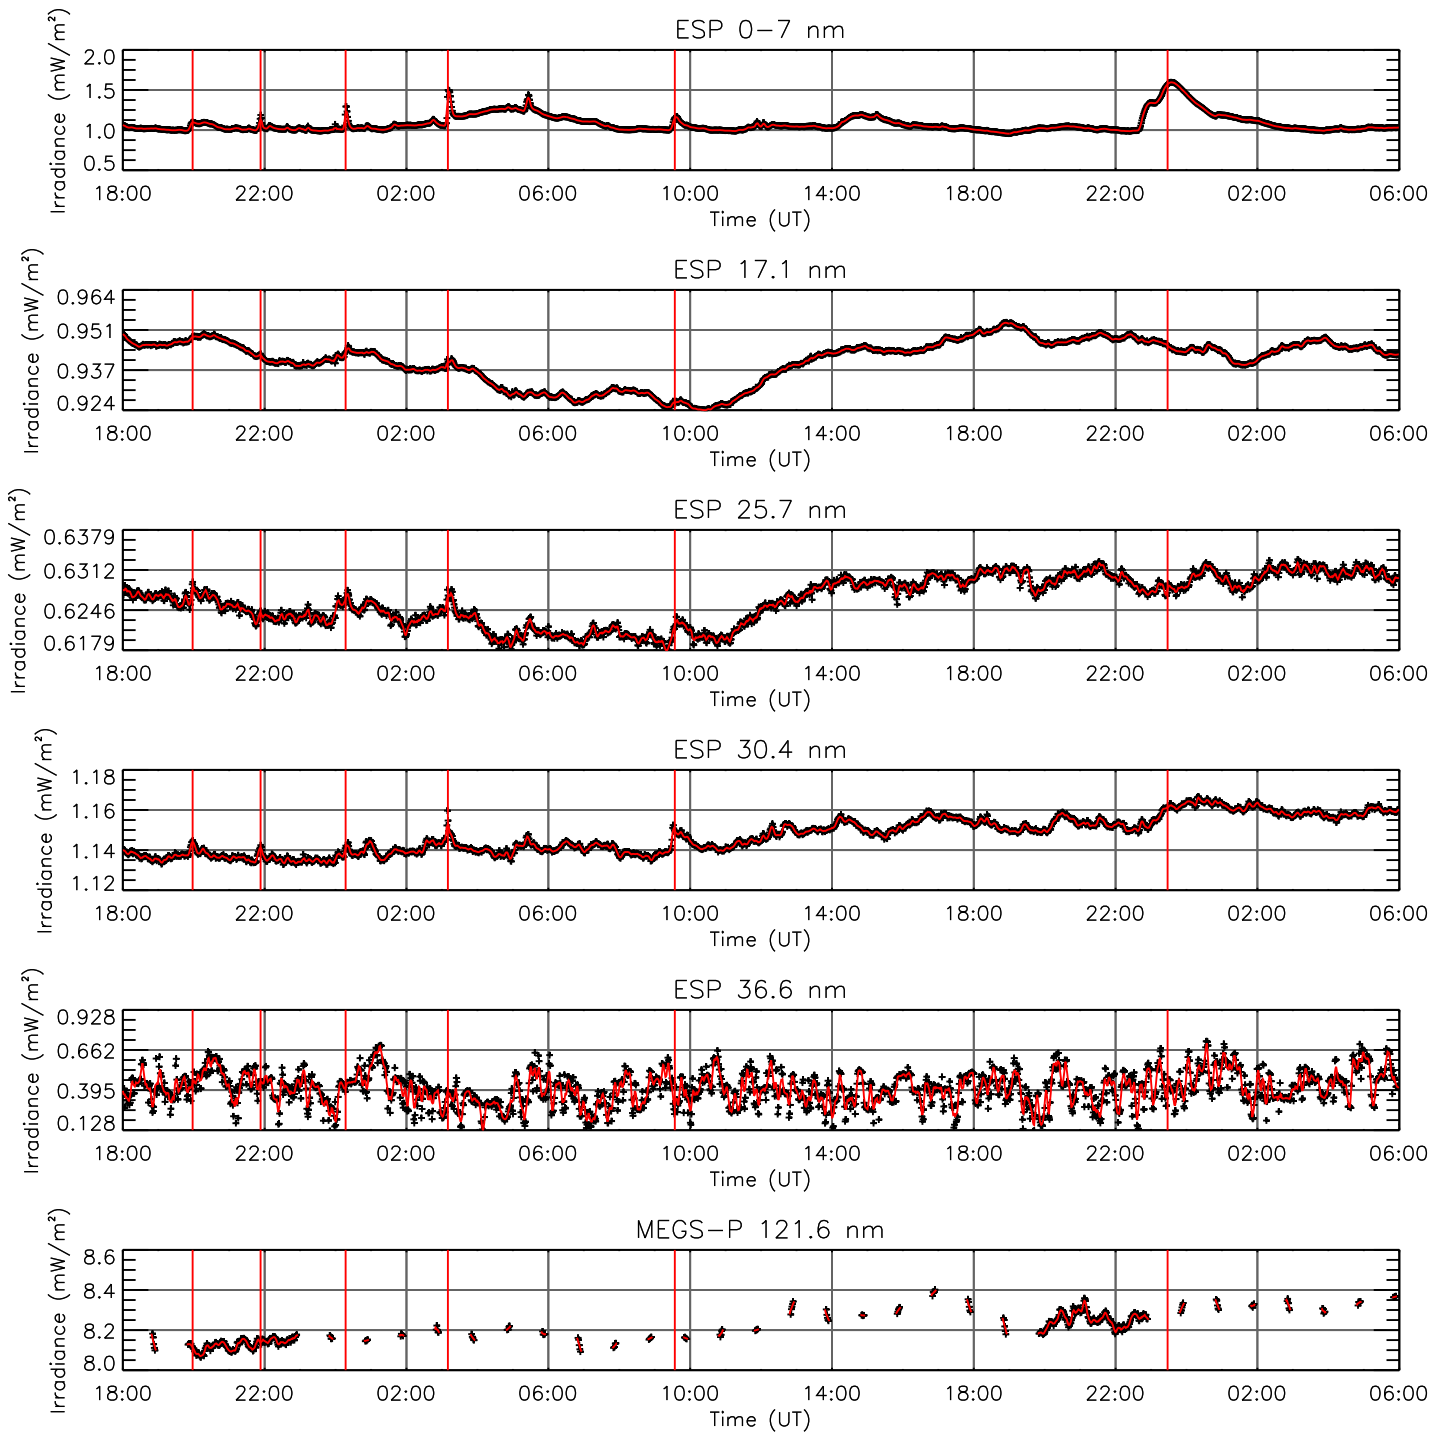 ESP 0-7 nm
Irradiance (mW/m²)
2.0
1.5
1.0
0.5
18:00 22:00 02:00 06:00 10:00 14:00 18:00 22:00 02:00 06:00
Time (UT)
ESP 17.1 nm
Irradiance (mW/m²)
0.964
0.951
0.937
0.924
18:00 22:00 02:00 06:00 10:00 14:00 18:00 22:00 02:00 06:00
Time (UT)
ESP 25.7 nm
Irradiance (mW/m²)
0.6379
0.6312
0.6246
0.6179
18:00 22:00 02:00 06:00 10:00 14:00 18:00 22:00 02:00 06:00
Time (UT)
ESP 30.4 nm
Irradiance (mW/m²)
1.18
1.16
1.14
1.12
18:00 22:00 02:00 06:00 10:00 14:00 18:00 22:00 02:00 06:00
Time (UT)
ESP 36.6 nm
Irradiance (mW/m²)
0.928
0.662
0.395
0.128
18:00 22:00 02:00 06:00 10:00 14:00 18:00 22:00 02:00 06:00
Time (UT)
MEGS-P 121.6 nm
Irradiance (mW/m²)
8.6
8.4
8.2
8.0
18:00 22:00 02:00 06:00 10:00 14:00 18:00 22:00 02:00 06:00
Time (UT)